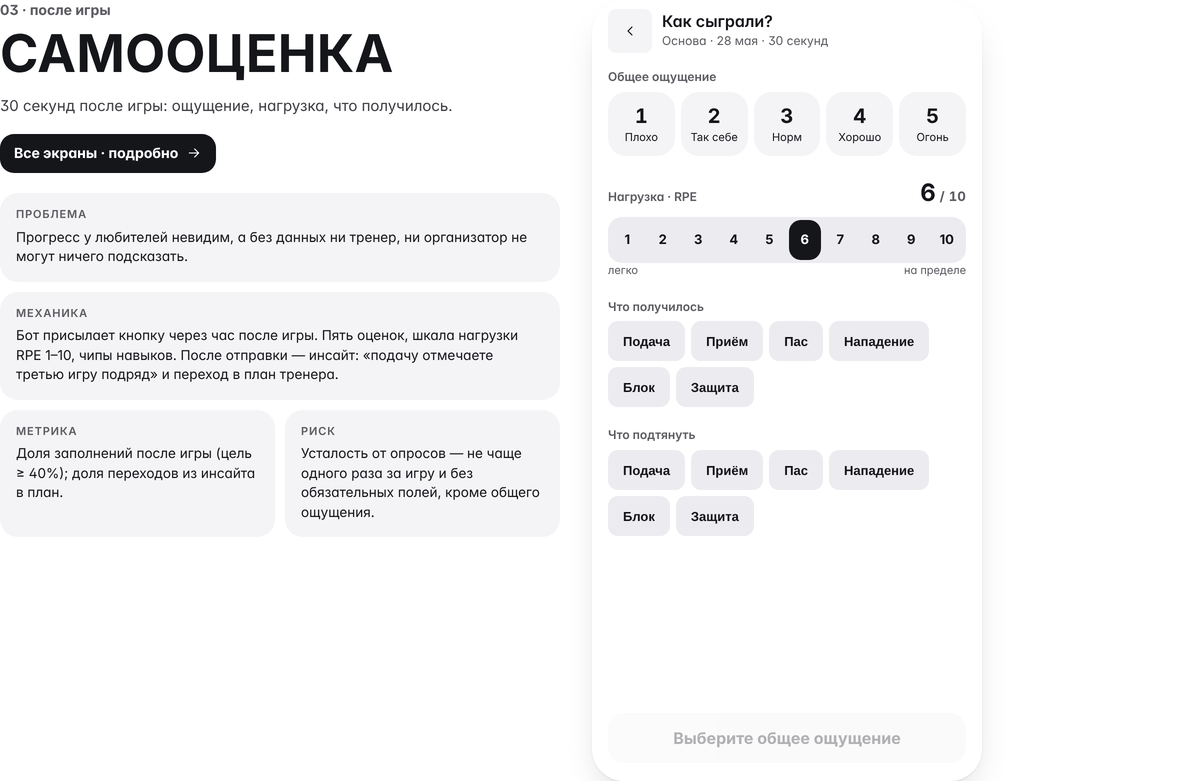 03 · после игры
САМООЦЕНКА
30 секунд после игры: ощущение, нагрузка, что получилось.
Все экраны · подробно →
ПРОБЛЕМА
Прогресс у любителей невидим, а без данных ни тренер, ни организатор не
могут ничего подсказать.
МЕХАНИКА
Бот присылает кнопку через час после игры. Пять оценок, шкала нагрузки
RPE 1–10, чипы навыков. После отправки — инсайт: «подачу отмечаете
третью игру подряд» и переход в план тренера.
МЕТРИКА
Доля заполнений после игры (цель
≥ 40%); доля переходов из инсайта
в план.
РИСК
Усталость от опросов — не чаще
одного раза за игру и без
обязательных полей, кроме общего
ощущения.
Как сыграли?
Основа · 28 мая · 30 секунд
Общее ощущение
1 2 3 4 5
Плохо Так себе Норм Хорошо Огонь
Нагрузка · RPE 6 / 10
1 2 3 4 5 6 7 8 9 10
легко на пределе
Что получилось
Подача Приём Пас Нападение
Блок Защита
Что подтянуть
Подача Приём Пас Нападение
Блок Защита
Выберите общее ощущение